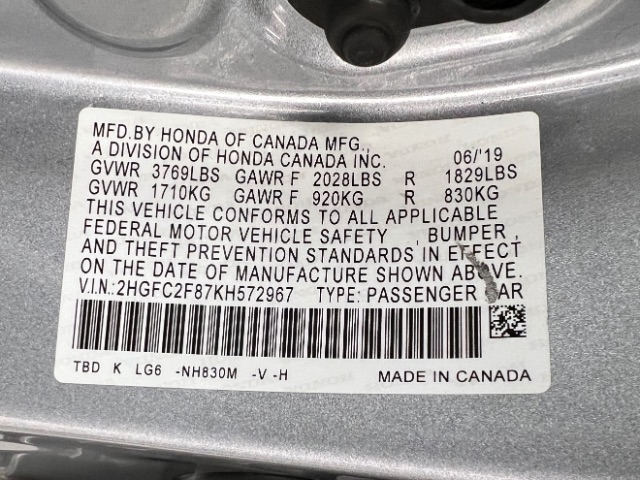 MFD.BY HONDA OF CANADA MFG.,
A DIVISION OF HONDA CANADA INC. 06/'19
GVWR 3769LBS GAWR F 2028LBS R 1829LBS
GVWR 1710KG GAWR F 920KG R 830KG
THIS VEHICLE CONFORMS TO ALL APPLICABLE
FEDERAL MOTOR VEHICLE SAFETY , BUMPER ,
AND THEFT PREVENTION STANDARDS IN EFFECT
ON THE DATE OF MANUFACTURE SHOWN ABOVE.
V.I.N.:2HGFC2F87KH572967 TYPE: PASSENGER CAR
TBD K LG6 -NH830M -V -H MADE IN CANADA